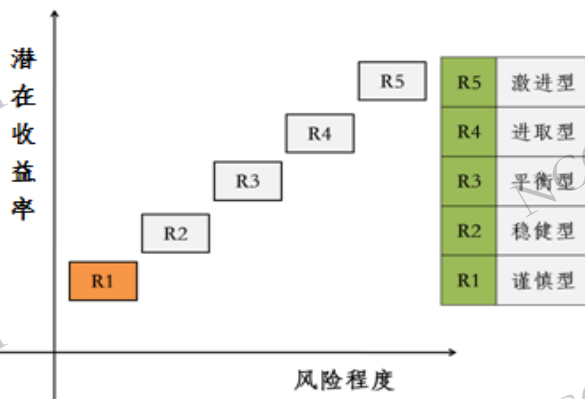 潜在收益率
R5
R4
R3
R2
R1
风险程度
R5 激进型
R4 进取型
R3 平衡型
R2 稳健型
R1 谨慎型